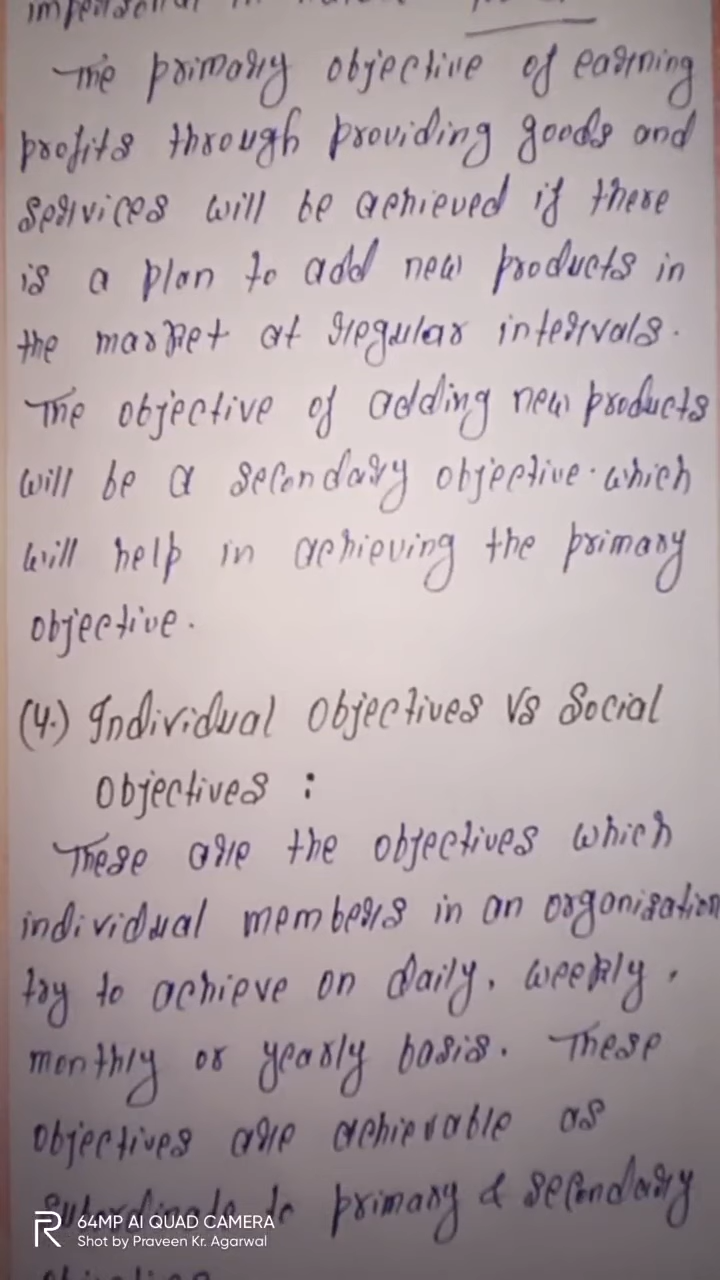 The primary objective of earning
profits through providing goods and
services will be achieved if there
is a plan to add new products in
the market at regular intervals.
The objective of adding new products
will be a secondary objective. which
will help in achieving the primary
objective.
(4.) Individual Objectives Vs Social
Objectives :
These are the objectives which
individual members in an organisation
try to achieve on daily, weekly,
monthly or yearly basis. These
objectives are achievable as
subordinate to primary & secondary
64MP AI QUAD CAMERA
Shot by Praveen Kr. Agarwal